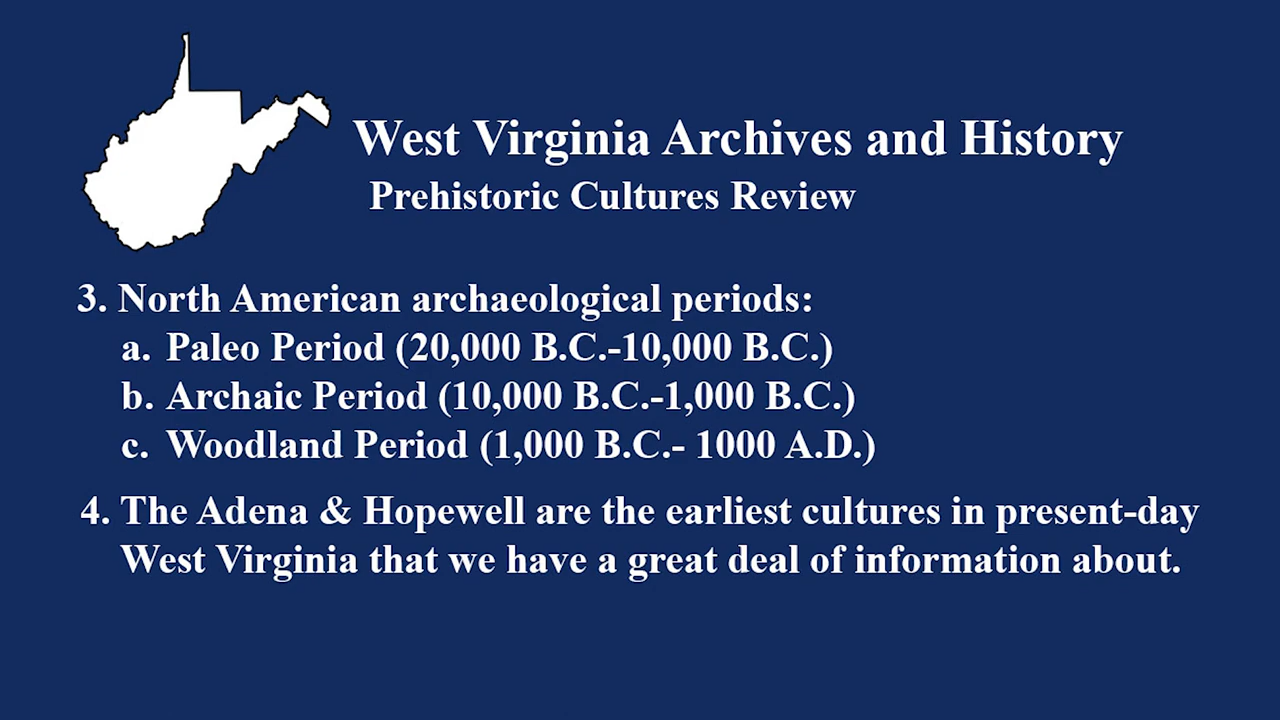 West Virginia Archives and History
Prehistoric Cultures Review
3. North American archaeological periods:
a. Paleo Period (20,000 B.C.-10,000 B.C.)
b. Archaic Period (10,000 B.C.-1,000 B.C.)
c. Woodland Period (1,000 B.C.- 1000 A.D.)
4. The Adena & Hopewell are the earliest cultures in present-day
West Virginia that we have a great deal of information about.